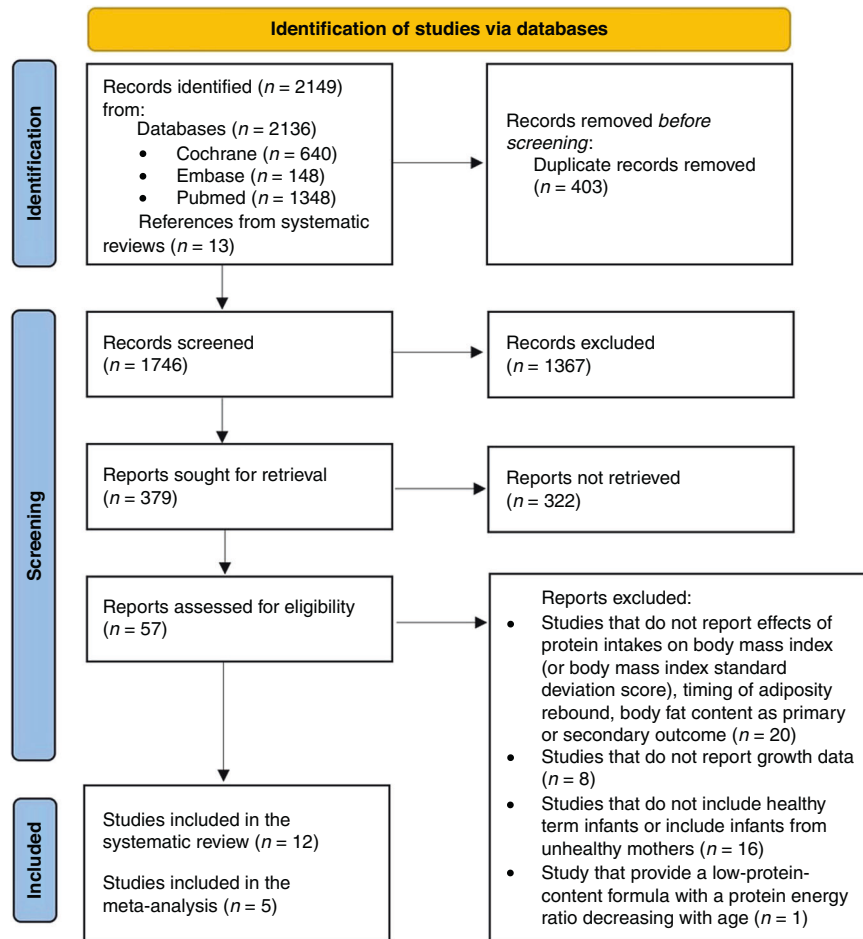 Identification of studies via databases
Identification
Records identified (n = 2149)
from:
Databases (n = 2136)
• Cochrane (n = 640)
• Embase (n = 148)
• Pubmed (n = 1348)
References from systematic
reviews (n = 13)
Records removed before
screening:
Duplicate records removed
(n = 403)
Screening
Records screened
(n = 1746)
Records excluded
(n = 1367)
Reports sought for retrieval
(n = 379)
Reports not retrieved
(n = 322)
Reports assessed for eligibility
(n = 57)
Reports excluded:
• Studies that do not report effects of
protein intakes on body mass index
(or body mass index standard
deviation score), timing of adiposity
rebound, body fat content as primary
or secondary outcome (n = 20)
• Studies that do not report growth data
(n = 8)
• Studies that do not include healthy
term infants or include infants from
unhealthy mothers (n = 16)
• Study that provide a low-protein-
content formula with a protein energy
ratio decreasing with age (n = 1)
Included
Studies included in the
systematic review (n = 12)
Studies included in the
meta-analysis (n = 5)